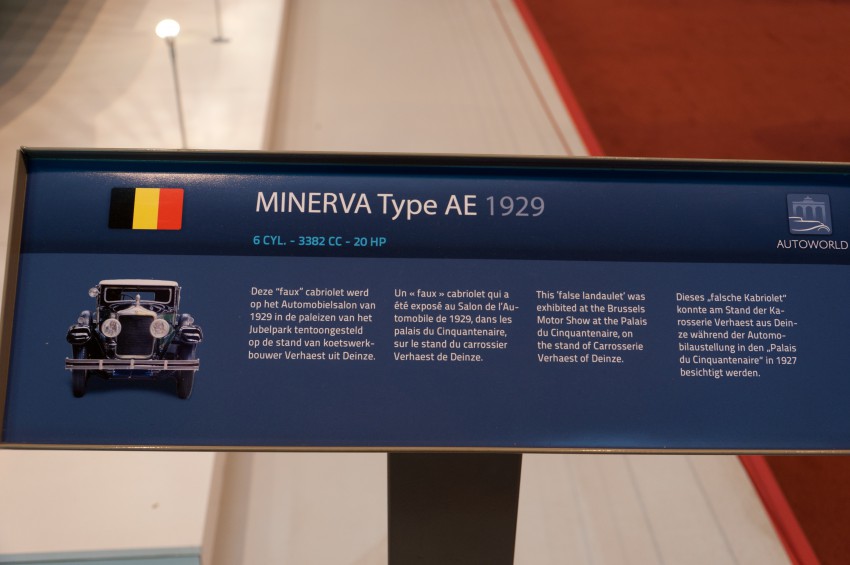 MINERVA Type AE 1929
6 CYL. - 3382 CC - 20 HP
AUTOWORLD
Deze "faux" cabriolet werd
op het Automobielsalon van
1929 in de paleizen van het
Jubelpark tentoongesteld
op de stand van koetswerk-
bouwer Verhaest uit Deinze.
Un « faux » cabriolet qui a
été exposé au Salon de l'Au-
tomobile de 1929, dans les
palais du Cinquantenaire,
sur le stand du carrossier
Verhaest de Deinze.
This 'false landaulet' was
exhibited at the Brussels
Motor Show at the Palais
du Cinquantenaire, on
the stand of Carrosserie
Verhaest of Deinze.
Dieses „falsche Kabriolet"
konnte am Stand der Ka-
rosserie Verhaest aus Dein-
ze während der Automo-
bilaustellung in den „Palais
du Cinquantenaire" in 1927
besichtigt werden.